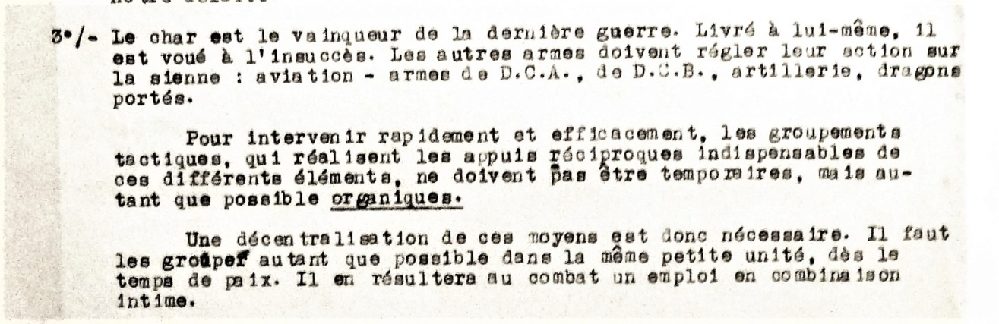 3°/- Le char est le vainqueur de la dernière guerre. Livré à lui-même, il
est voué à l'insuccès. Les autres armes doivent régler leur action sur
la sienne : aviation - armes de D.C.A., de D.C.B., artillerie, dragons
portés.
Pour intervenir rapidement et efficacement, les groupements
tactiques, qui réalisent les appuis réciproques indispensables de
ces différents éléments, ne doivent pas être temporaires, mais au-
tant que possible organiques.
Une décentralisation de ces moyens est donc nécessaire. Il faut
les grouper autant que possible dans la même petite unité, dès le
temps de paix. Il en résultera au combat un emploi en combinaison
intime.